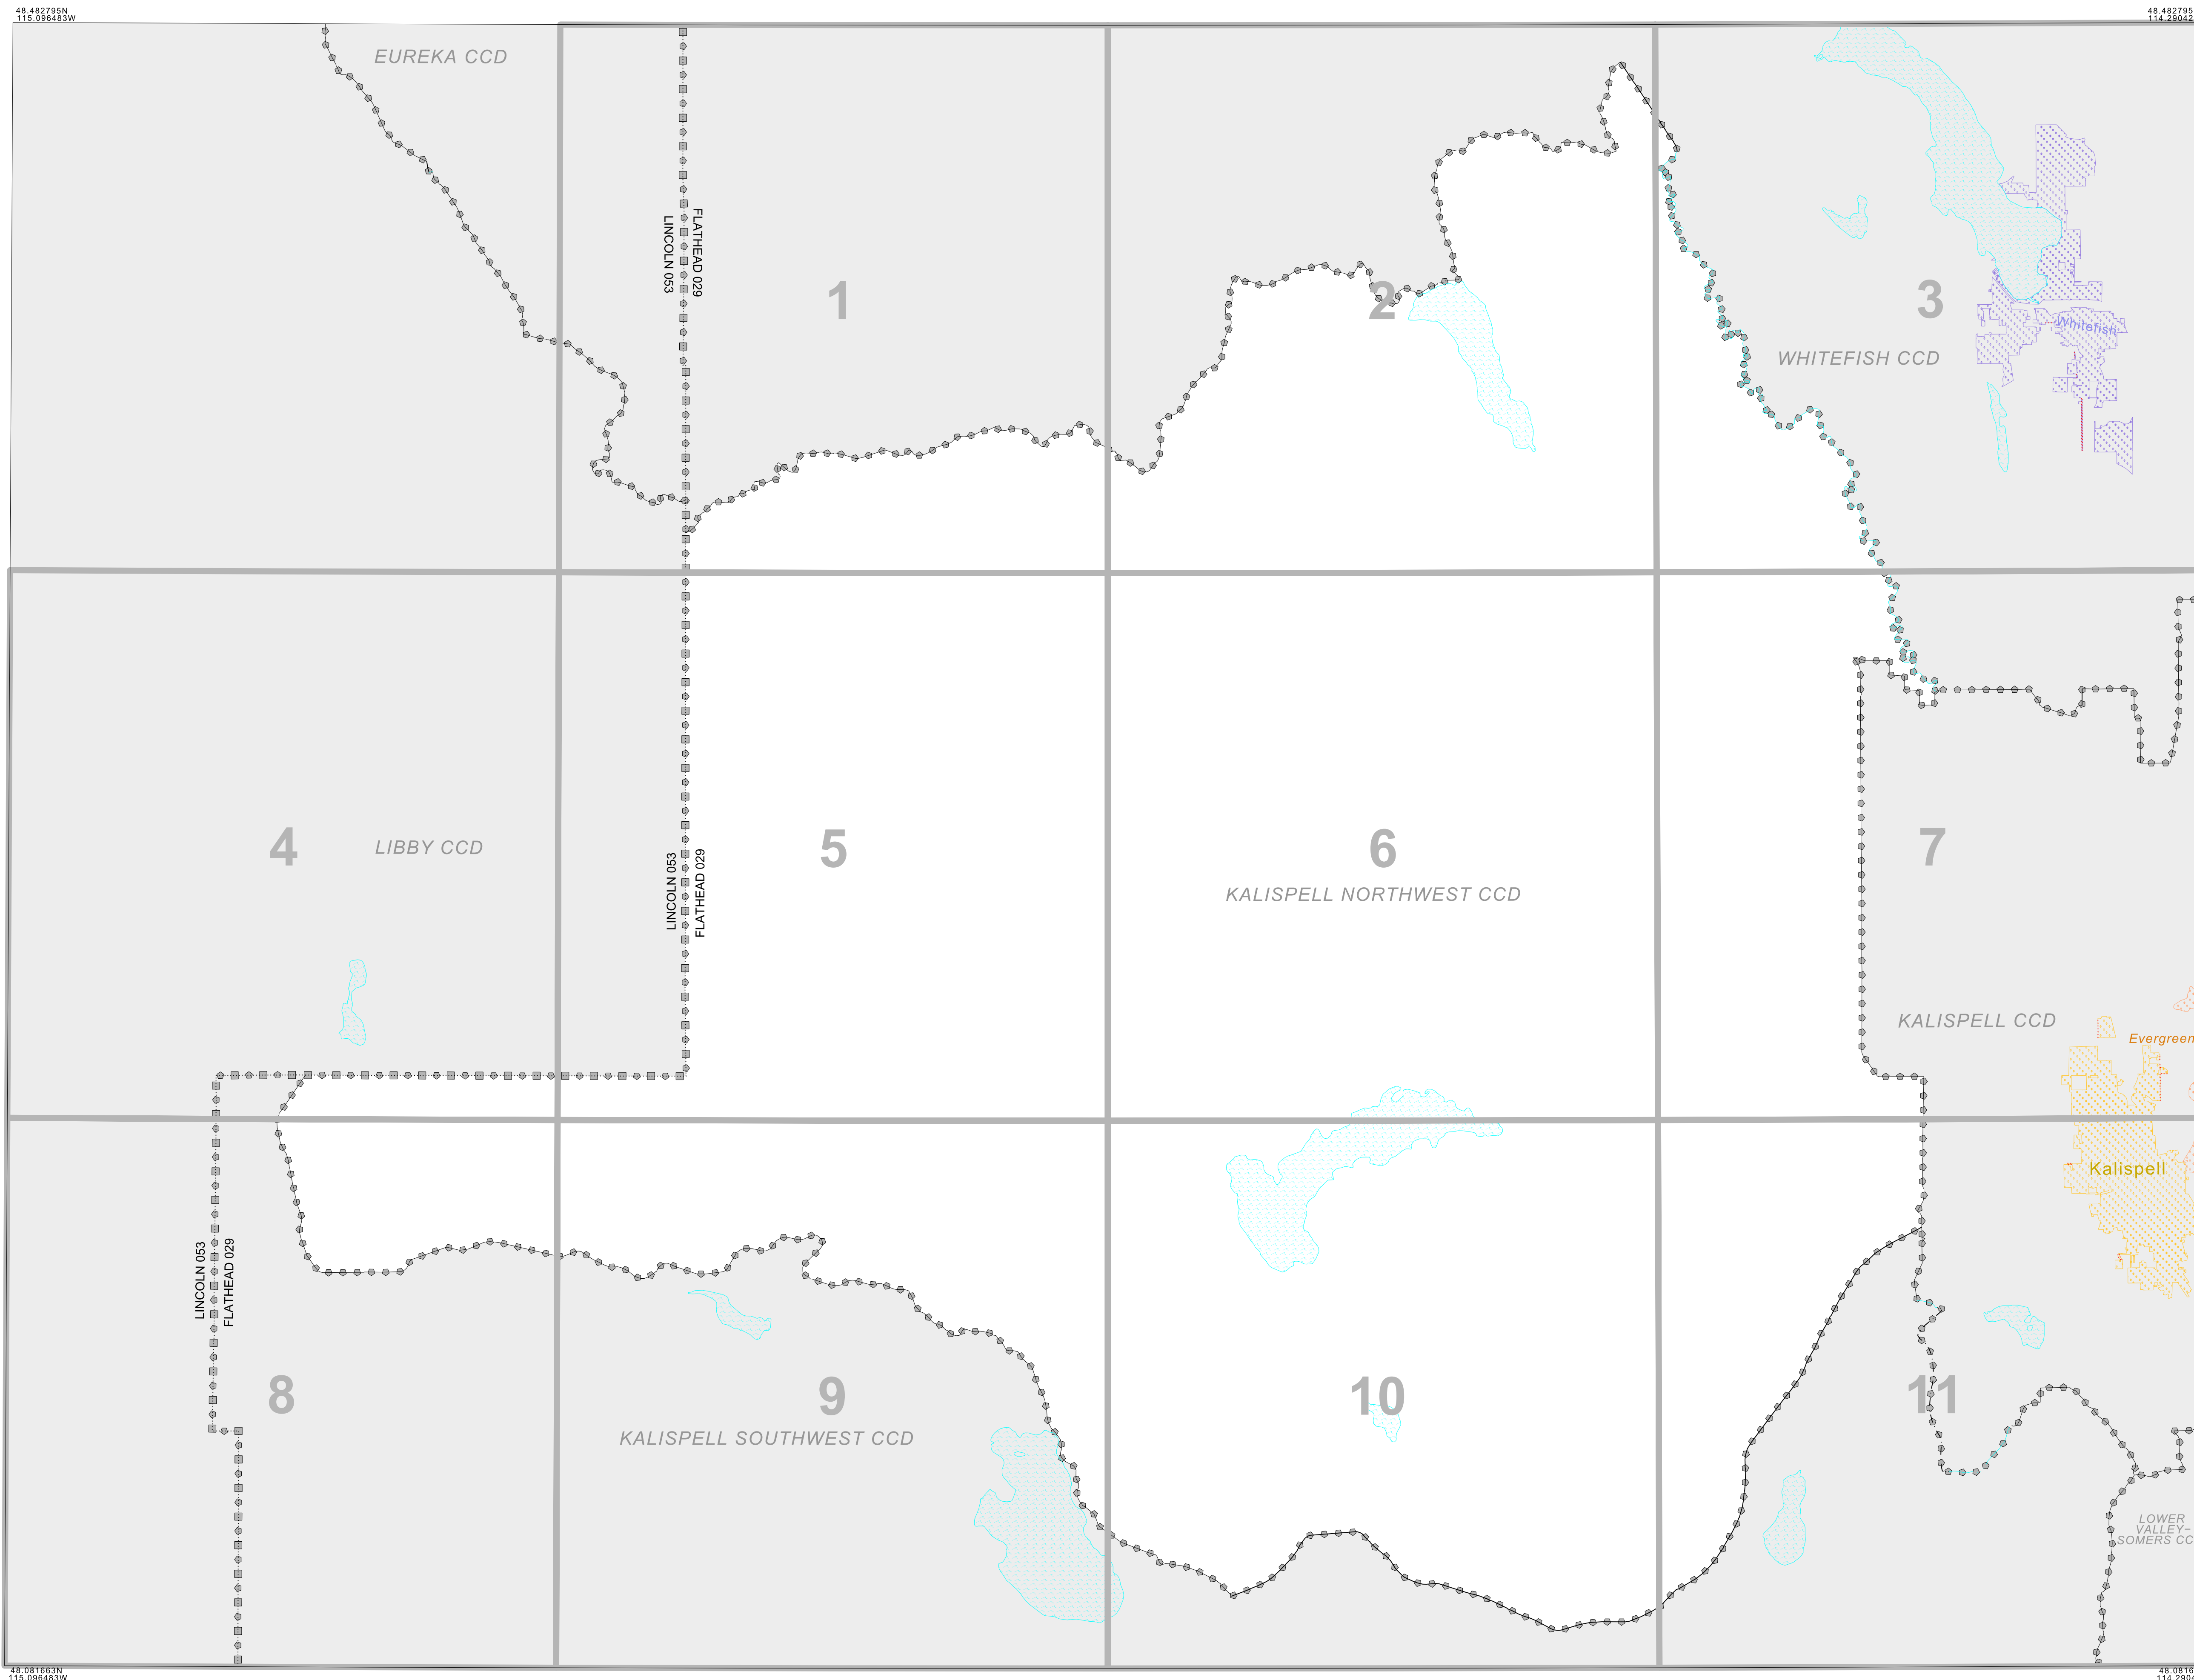 48.482795N
115.096483W
48.482795
114.29042
EUREKA CCD
FLATHEAD 029
LINCOLN 053
1
2
3
Whitefish
WHITEFISH CCD
4
LIBBY CCD
5
LINCOLN 053
FLATHEAD 029
6
KALISPELL NORTHWEST CCD
7
KALISPELL CCD
Evergreen
Kalispell
LINCOLN 053
FLATHEAD 029
8
9
KALISPELL SOUTHWEST CCD
10
11
LOWER
VALLEY-
SOMERS CC
48.081663N
115.096483W
48.0816
114.2904